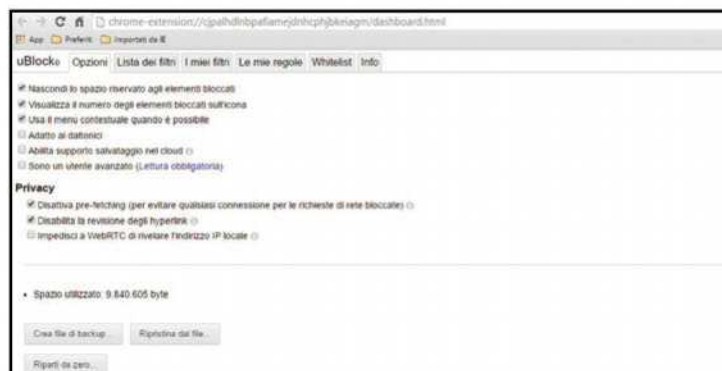 chrome-extension://cjpalhdlnbpafiamejdnhcphjbkeiagm/dashboard.html
App Preferiti Importati da IE
uBlock₀ Opzioni Lista dei filtri I miei filtri Le mie regole Whitelist Info
Nascondi lo spazio riservato agli elementi bloccati
Visualizza il numero degli elementi bloccati sull'icona
Usa il menù contestuale quando è possibile
Adatto ai daltonici
Abilita supporto salvataggio nel cloud
Sono un utente avanzato (Lettura obbligatoria)
Privacy
Disattiva pre-fetching (per evitare qualsiasi connessione per le richieste di rete bloccate)
Disabilita la revisione degli hyperlink
Impedisci a WebRTC di rivelare l'indirizzo IP locale
Spazio utilizzato: 9.840.605 byte
Crea file di backup... Ripristina dal file...
Riparti da zero...